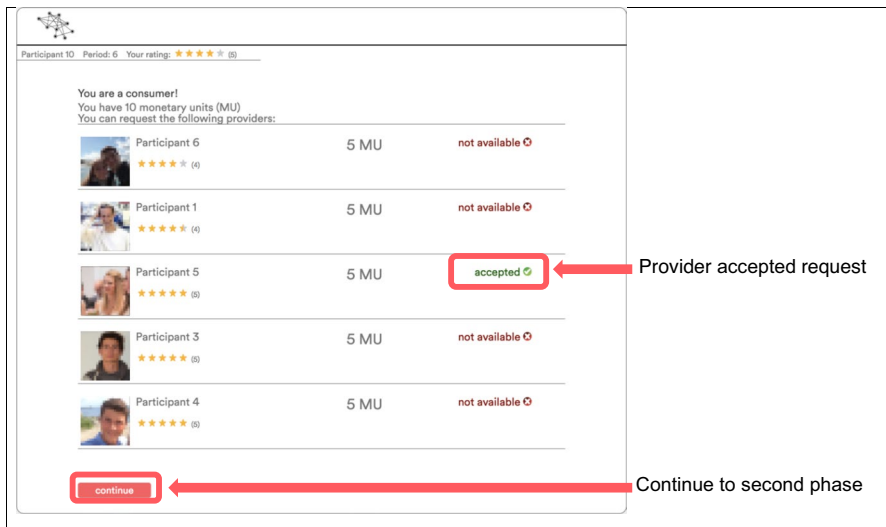 Participant 10 Period: 6 Your rating: ★★★★★ (5)
You are a consumer!
You have 10 monetary units (MU)
You can request the following providers:
Participant 6 5 MU not available
★★★★★ (4)
Participant 1 5 MU not available
★★★★★ (4)
Participant 5 5 MU accepted
★★★★★ (5)
Provider accepted request
Participant 3 5 MU not available
★★★★★ (5)
Participant 4 5 MU not available
★★★★★ (5)
continue
Continue to second phase